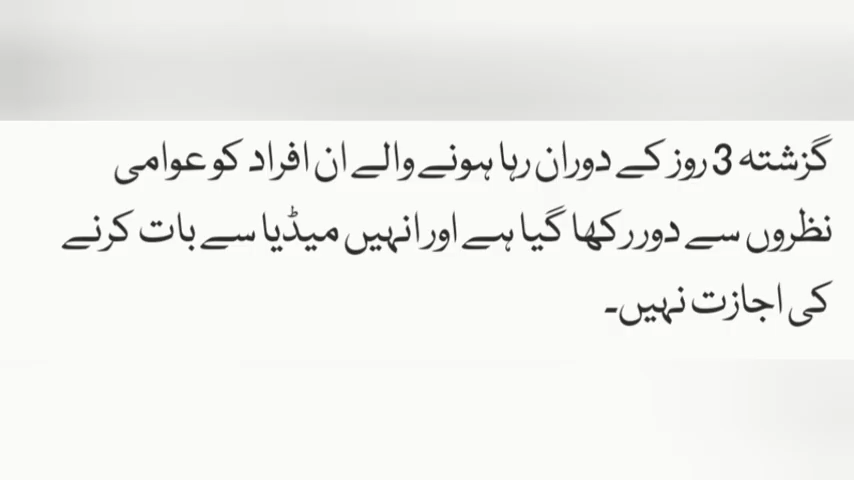 گزشتہ 3 روز کے دوران رہا ہونے والے ان افراد کو عوامی
نظروں سے دور رکھا گیا ہے اور انہیں میڈیا سے بات کرنے
کی اجازت نہیں۔